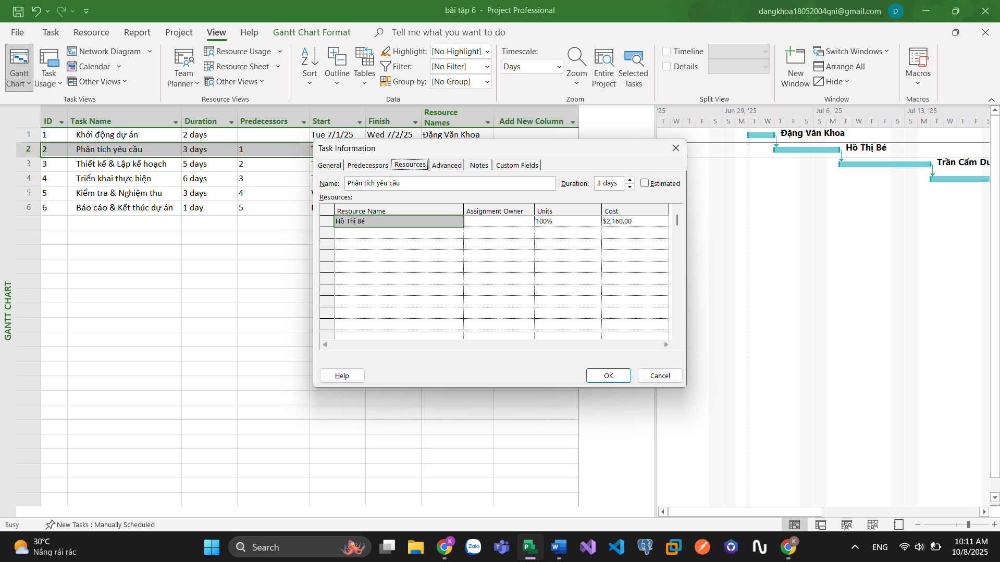 bài tập 6 - Project Professional
dangkhoa18052004qni@gmail.com
D
File
Task
Resource
Report
Project
View
Help
Gantt Chart Format
Tell me what you want to do
Gantt
Chart
Task
Usage
Network Diagram
Calendar
Other Views
Task Views
Team
Planner
Resource Usage
Resource Sheet
Other Views
Resource Views
Sort
Outline
Tables
Highlight: [No Highlight]
Filter: [No Filter]
Group by: [No Group]
Data
Timescale:
Days
Zoom
Entire
Project
Selected
Tasks
Zoom
Timeline
Details
Split View
New
Window
Switch Windows
Arrange All
Hide
Window
Macros
Macros
GANTT CHART
ID Task Name Duration Predecessors Start Finish Resource Names Add New Column
1 1 Khởi động dự án 2 days Tue 7/1/25 Wed 7/2/25 Đặng Văn Khoa
2 2 Phân tích yêu cầu 3 days 1
3 3 Thiết kế & Lập kế hoạch 5 days 2
4 4 Triển khai thực hiện 6 days 3
5 5 Kiểm tra & Nghiệm thu 3 days 4
6 6 Báo cáo & Kết thúc dự án 1 day 5
'25 Jun 29, '25 Jul 6, '25 Jul 13, '25
T W T F S S M T W T F S S M T W T F S S M T W T F S
Đặng Văn Khoa
Hồ Thị Bé
Trần Cẩm Du
Task Information
General
Predecessors
Resources
Advanced
Notes
Custom Fields
Name: Phân tích yêu cầu
Duration: 3 days
Estimated
Resources:
Resource Name Assignment Owner Units Cost
Hồ Thị Bé 100% $2,160.00
Help
OK
Cancel
Busy
New Tasks : Manually Scheduled
30°C
Nắng rải rác
Search
K
Zalo
K
ENG
10:11 AM
10/8/2025